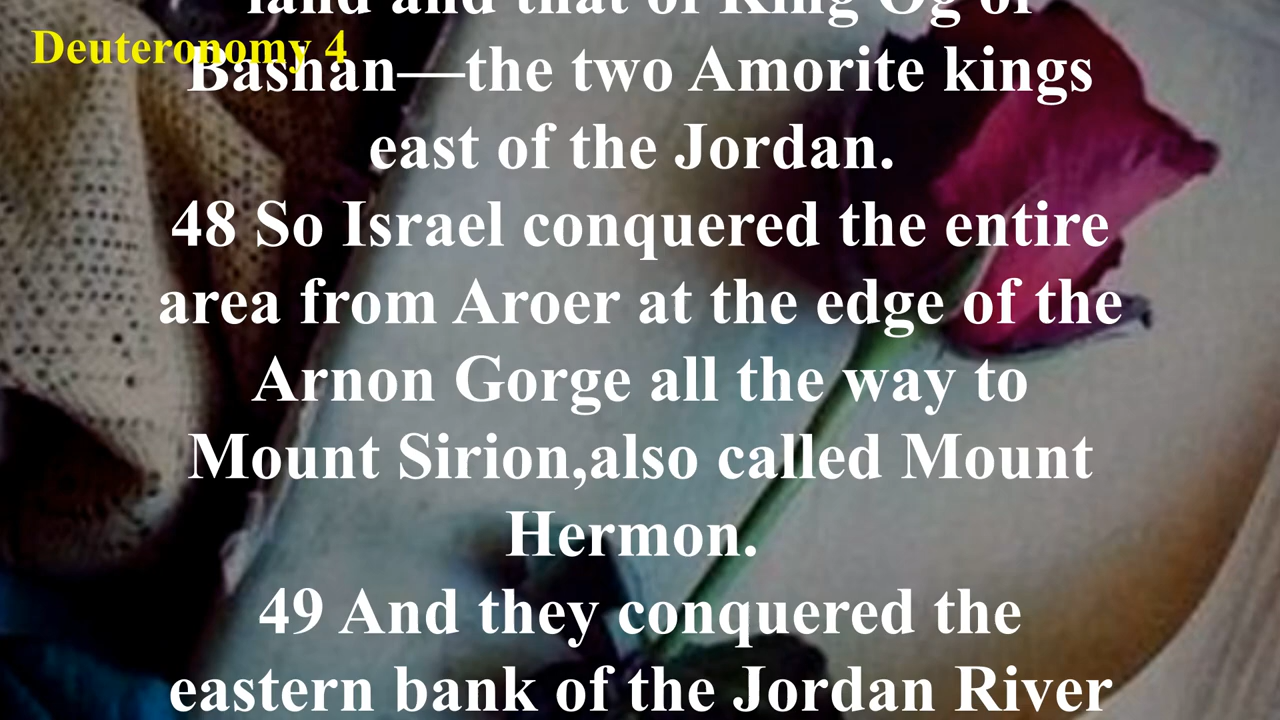 land and that of King Og of
Deuteronomy 4
Bashan—the two Amorite kings
east of the Jordan.
48 So Israel conquered the entire
area from Aroer at the edge of the
Arnon Gorge all the way to
Mount Sirion,also called Mount
Hermon.
49 And they conquered the
eastern bank of the Jordan River